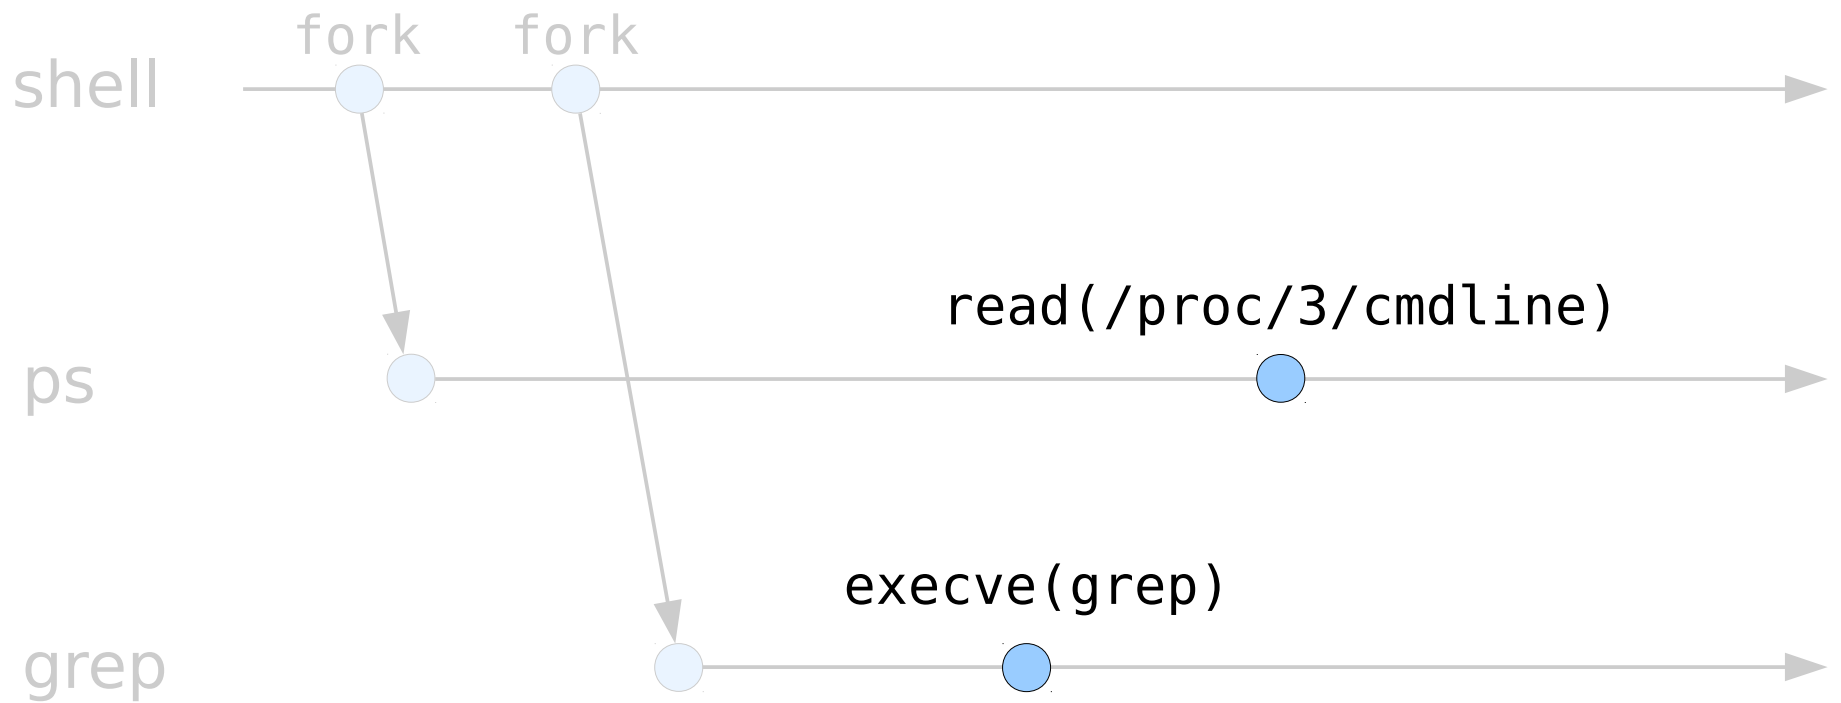 fork fork
shell
read(/proc/3/cmdline)
ps
execve(grep)
grep